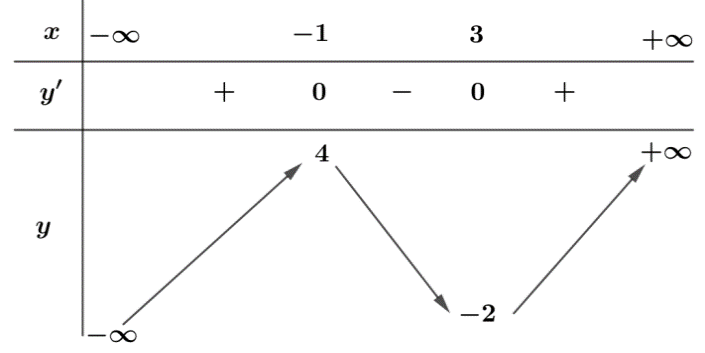 x −∞ −1 3 +∞
y′ + 0 − 0 +
4 +∞
y
−2
−∞